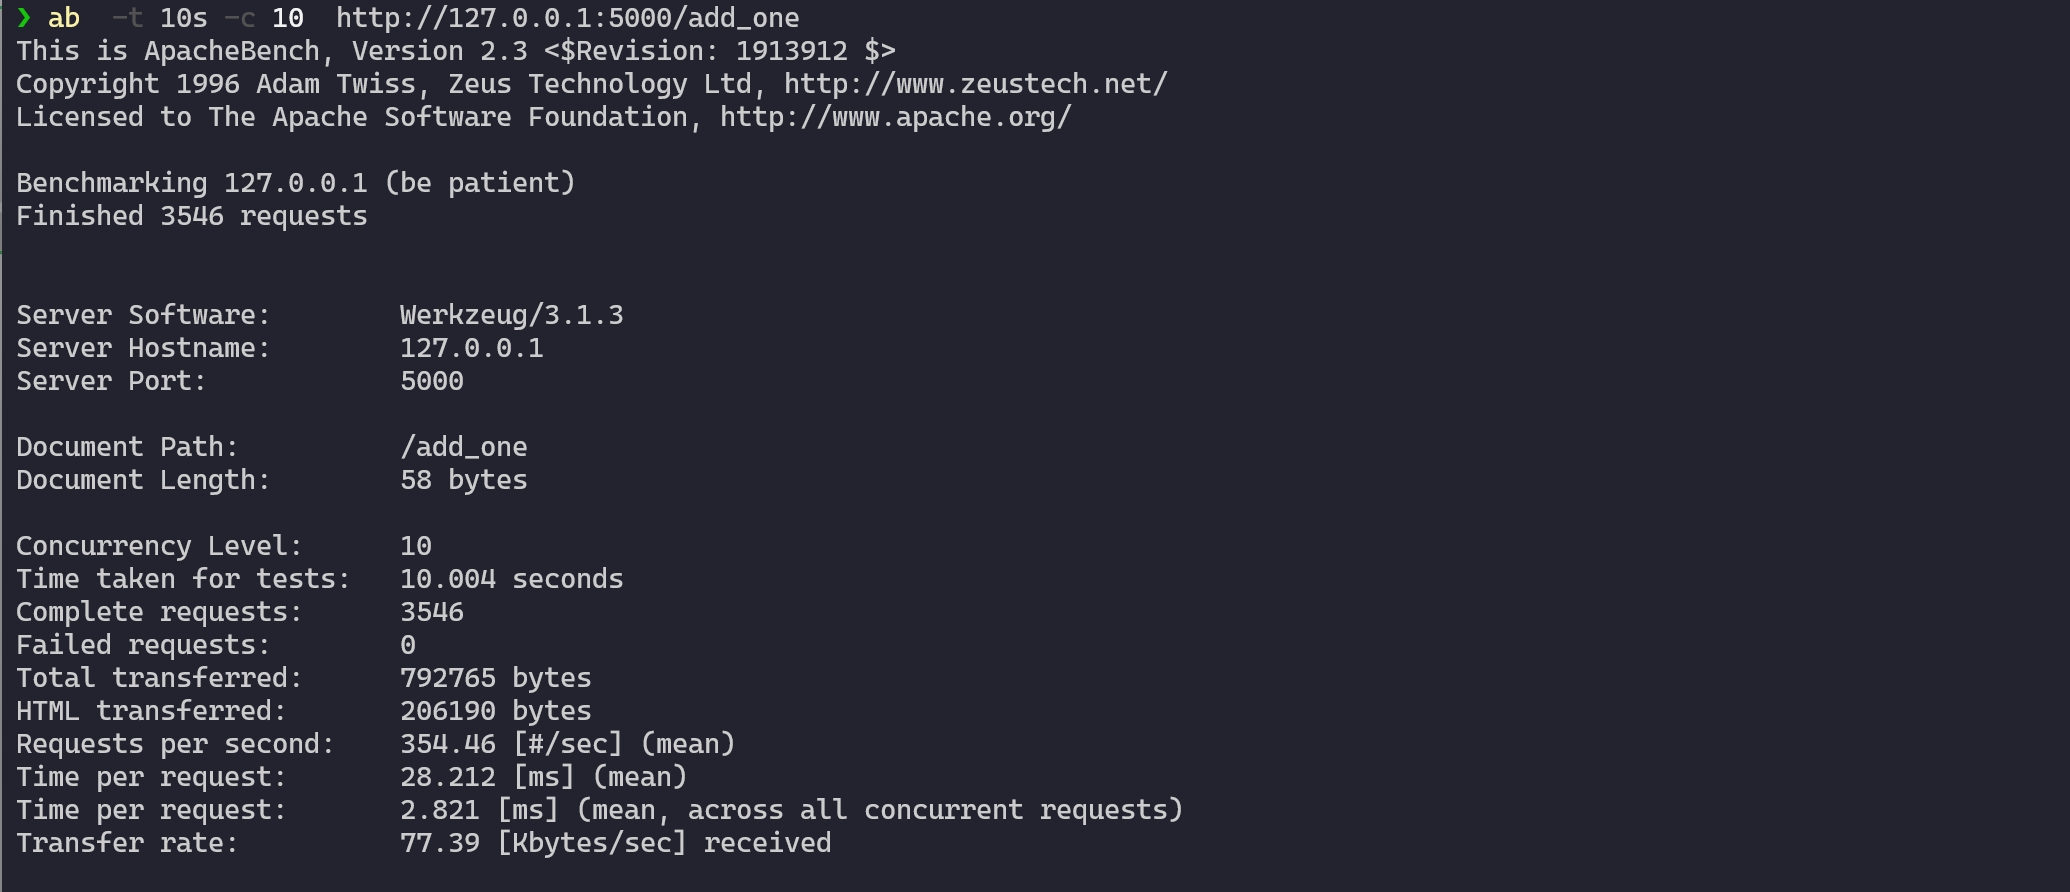 ❯ ab  -t 10s -c 10  http://127.0.0.1:5000/add_one
This is ApacheBench, Version 2.3 <$Revision: 1913912 $>
Copyright 1996 Adam Twiss, Zeus Technology Ltd, http://www.zeustech.net/
Licensed to The Apache Software Foundation, http://www.apache.org/

Benchmarking 127.0.0.1 (be patient)
Finished 3546 requests


Server Software:        Werkzeug/3.1.3
Server Hostname:        127.0.0.1
Server Port:            5000

Document Path:          /add_one
Document Length:        58 bytes

Concurrency Level:      10
Time taken for tests:   10.004 seconds
Complete requests:      3546
Failed requests:        0
Total transferred:      792765 bytes
HTML transferred:       206190 bytes
Requests per second:    354.46 [#/sec] (mean)
Time per request:       28.212 [ms] (mean)
Time per request:       2.821 [ms] (mean, across all concurrent requests)
Transfer rate:          77.39 [Kbytes/sec] received